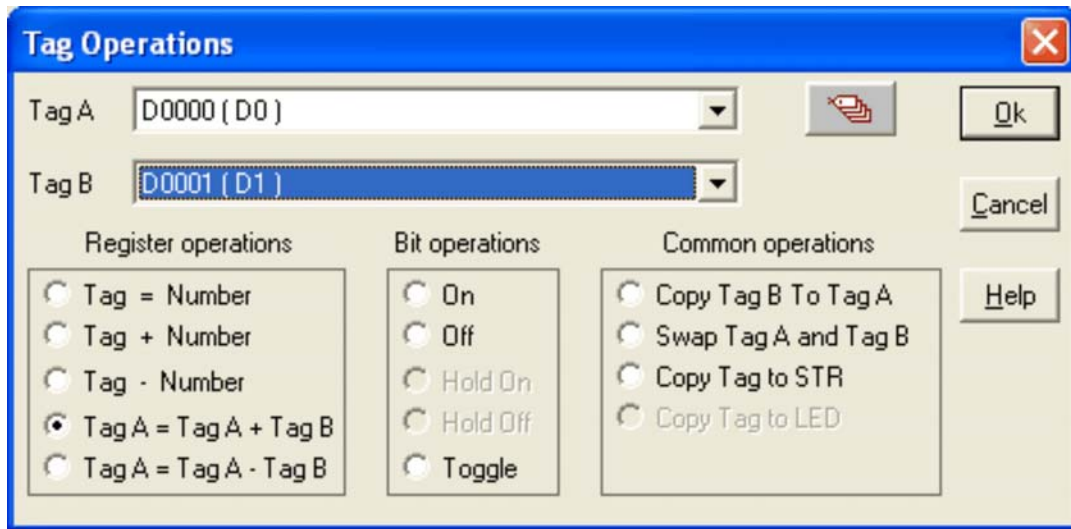 Tag Operations
Tag A D0000 ( D0 )
Ok
Tag B D0001 ( D1 )
Cancel
Register operations
Tag = Number
Tag + Number
Tag - Number
Tag A = Tag A + Tag B
Tag A = Tag A - Tag B
Bit operations
On
Off
Hold On
Hold Off
Toggle
Common operations
Copy Tag B To Tag A
Swap Tag A and Tag B
Copy Tag to STR
Copy Tag to LED
Help